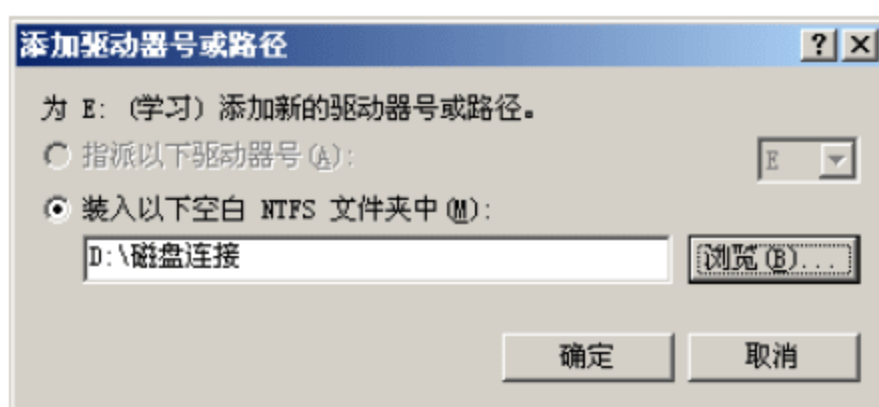 添加驱动器号或路径
为 E: (学习) 添加新的驱动器号或路径。
指派以下驱动器号(A): E
装入以下空白 NTFS 文件夹中(M):
D:\磁盘连接 浏览(B)...
确定 取消